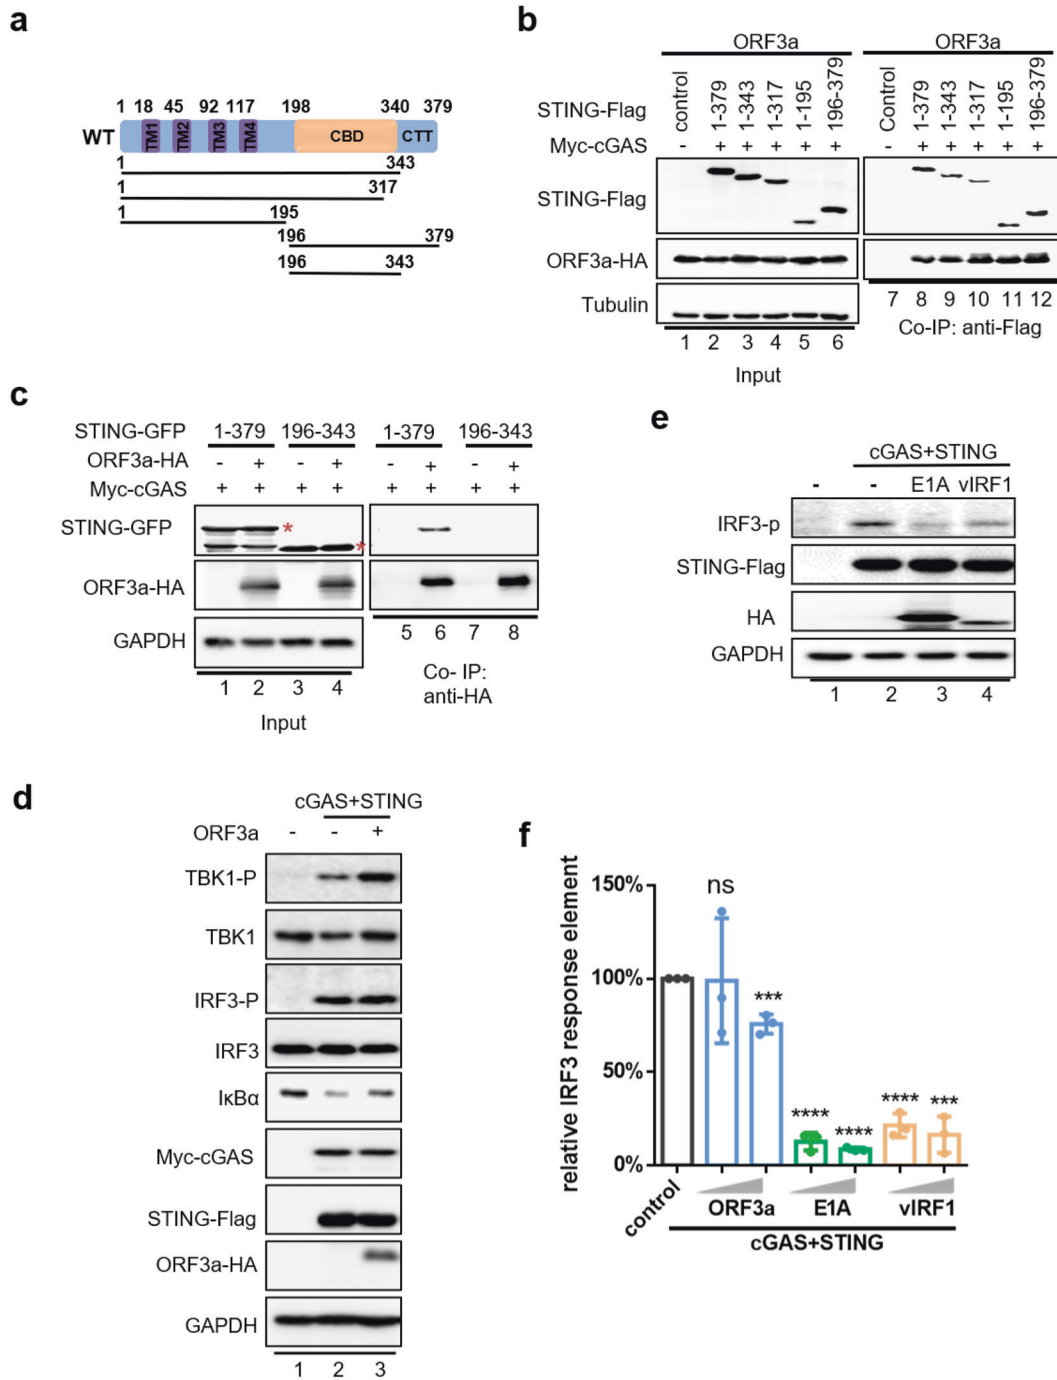 a
1 18 45 92 117 198 340 379
WT TM1 TM2 TM3 TM4 CBD CTT
1 343
1 317
1 195
196 379
196 343
b
ORF3a ORF3a
STING-Flag control 1-379 1-343 1-317 1-195 196-379 Control 1-379 1-343 1-317 1-195 196-379
Myc-cGAS - + + + + + - + + + + +
STING-Flag
ORF3a-HA
Tubulin
1 2 3 4 5 6 7 8 9 10 11 12
Input Co-IP: anti-Flag
c
STING-GFP 1-379 196-343 1-379 196-343
ORF3a-HA - + - + - + - +
Myc-cGAS + + + + + + + +
STING-GFP * *
ORF3a-HA
GAPDH
1 2 3 4 5 6 7 8
Input
Co- IP:
anti-HA
e
cGAS+STING
- - E1A vIRF1
IRF3-p
STING-Flag
HA
GAPDH
1 2 3 4
d
cGAS+STING
ORF3a - - +
TBK1-P
TBK1
IRF3-P
IRF3
IκBα
Myc-cGAS
STING-Flag
ORF3a-HA
GAPDH
1 2 3
f
relative IRF3 response element
150%
100%
50%
0%
ns *** **** **** **** ***
control ORF3a E1A vIRF1
cGAS+STING